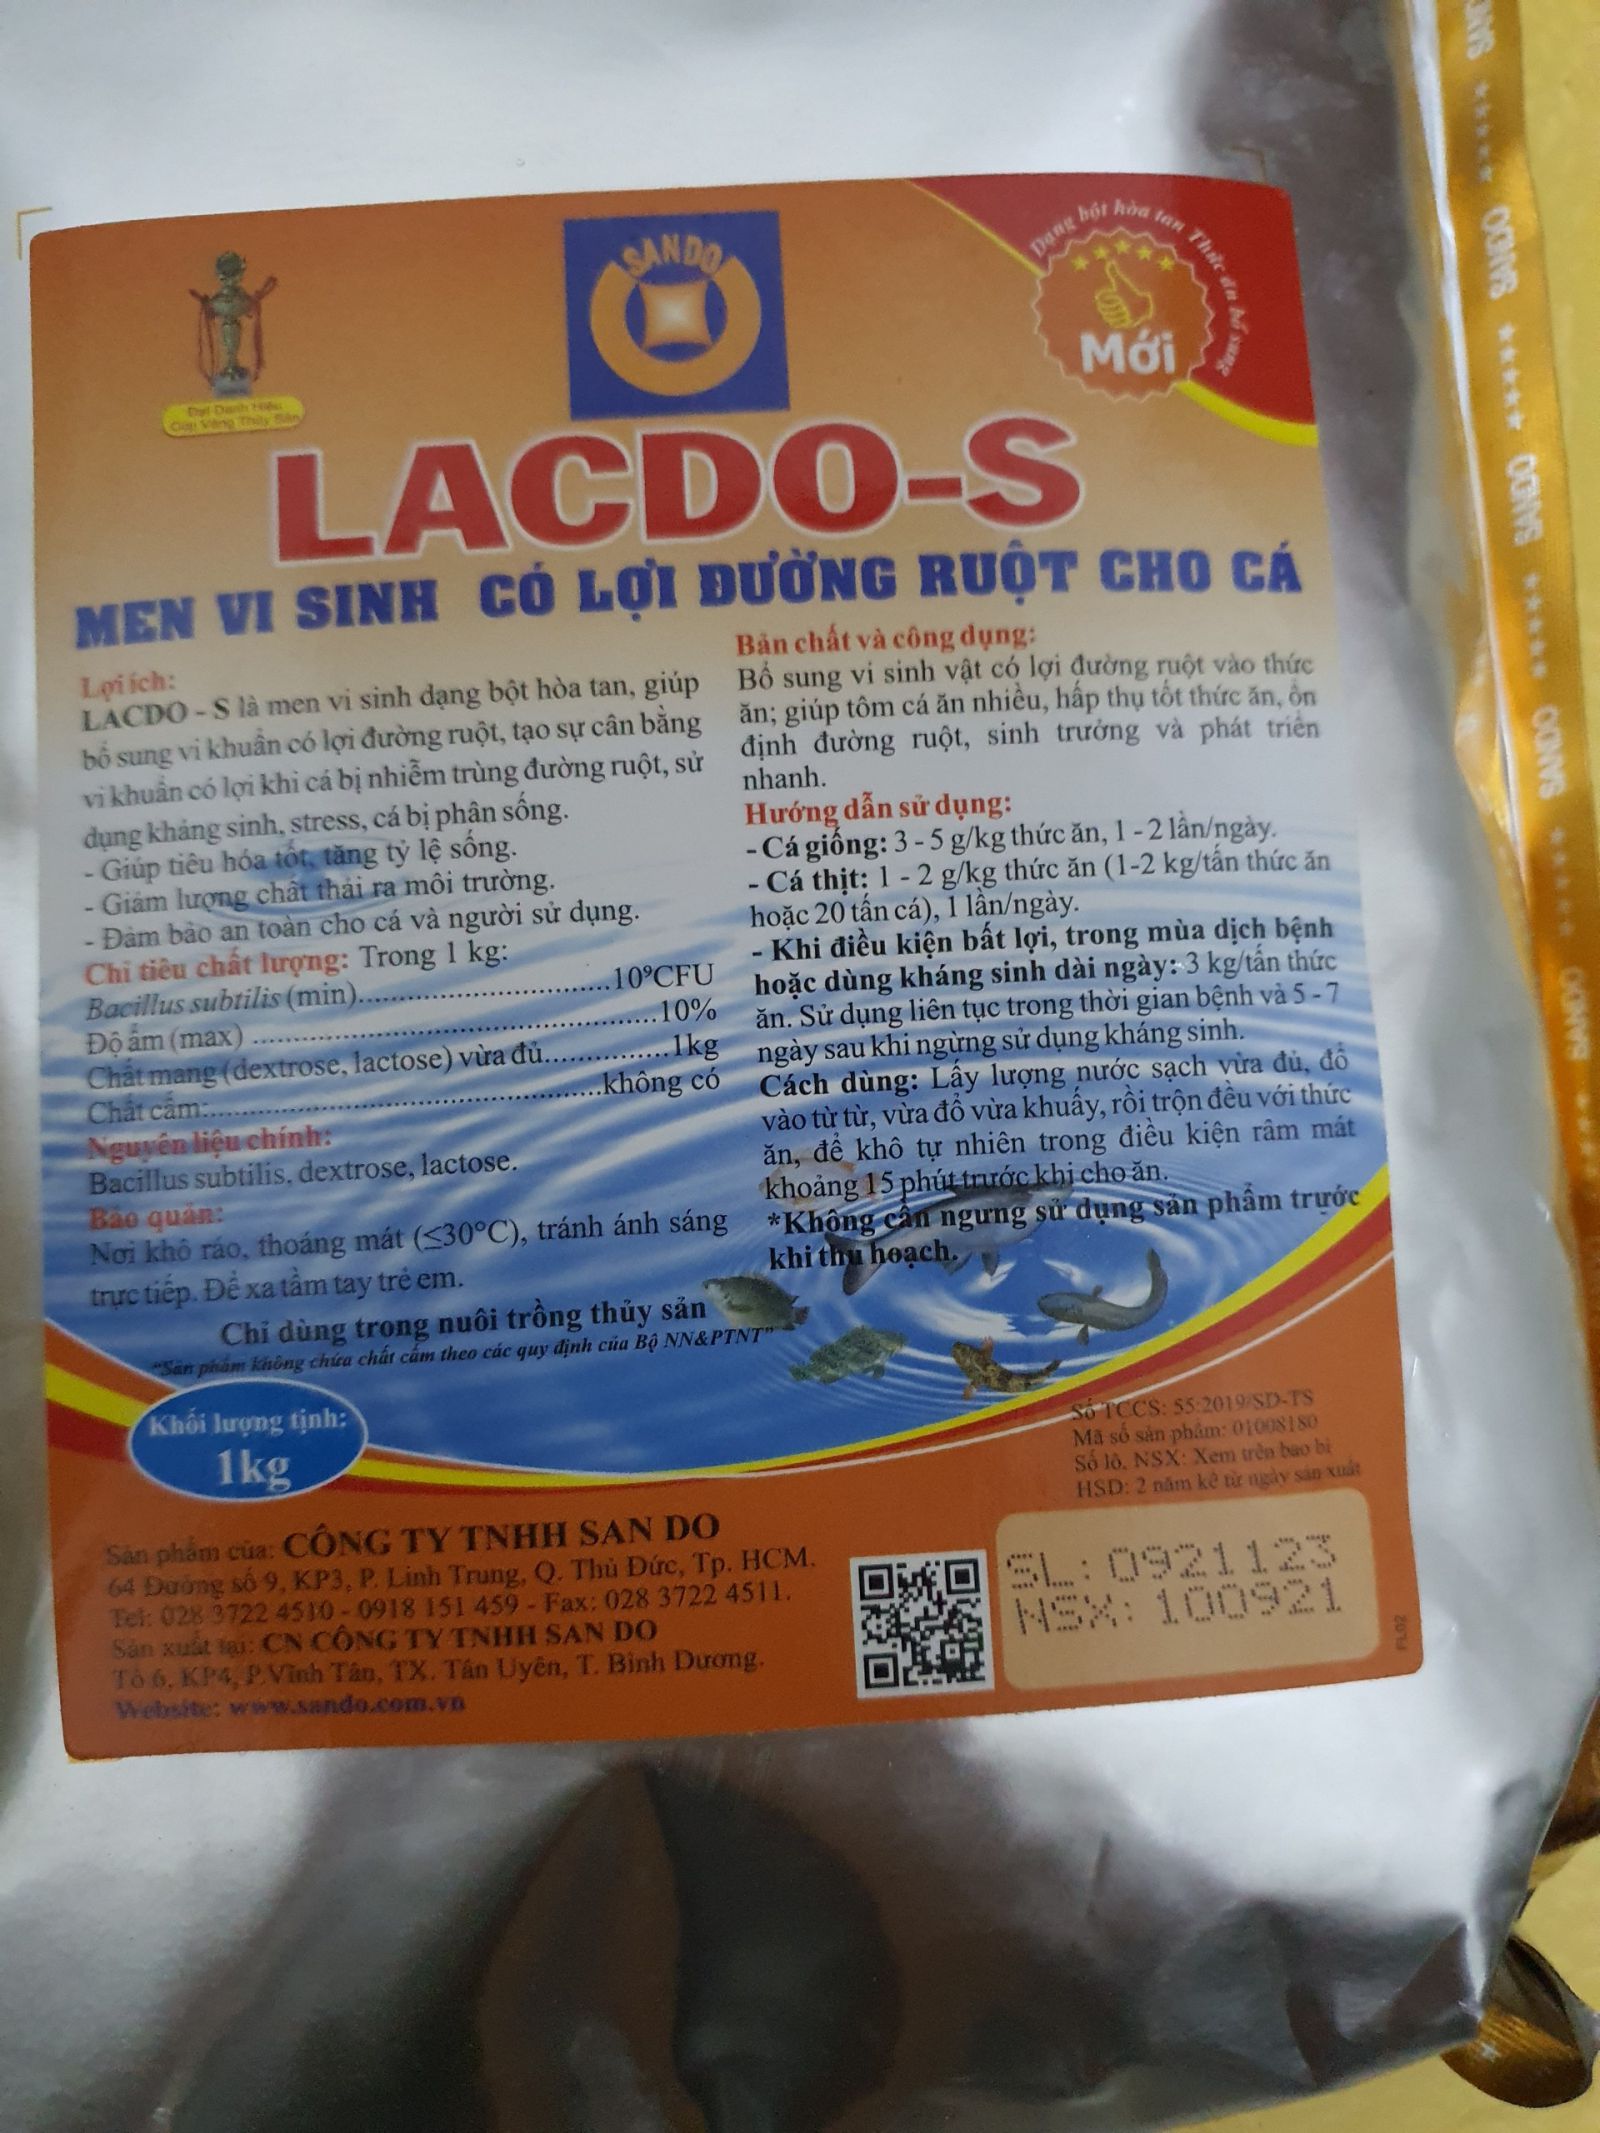 SANDO
Dạng bột hòa tan Thức ăn bổ sung
Mới
Đạt Danh Hiệu
Cúp Vàng Thủy Sản
LACDO-S
MEN VI SINH CÓ LỢI ĐƯỜNG RUỘT CHO CÁ
Lợi ích:
LACDO - S là men vi sinh dạng bột hòa tan, giúp
bổ sung vi khuẩn có lợi đường ruột, tạo sự cân bằng
vi khuẩn có lợi khi cá bị nhiễm trùng đường ruột, sử
dụng kháng sinh, stress, cá bị phân sống.
- Giúp tiêu hóa tốt, tăng tỷ lệ sống.
- Giảm lượng chất thải ra môi trường.
- Đảm bảo an toàn cho cá và người sử dụng.
Chỉ tiêu chất lượng: Trong 1 kg:
Bacillus subtilis (min)..............................10⁹CFU
Độ ẩm (max) ................................................10%
Chất mang (dextrose, lactose) vừa đủ...............1kg
Chất cấm:..............................................không có
Nguyên liệu chính:
Bacillus subtilis, dextrose, lactose.
Bảo quản:
Nơi khô ráo, thoáng mát (≤30°C), tránh ánh sáng
trực tiếp. Để xa tầm tay trẻ em.
Chỉ dùng trong nuôi trồng thủy sản
"Sản phẩm không chứa chất cấm theo các quy định của Bộ NN&PTNT"
Bản chất và công dụng:
Bổ sung vi sinh vật có lợi đường ruột vào thức
ăn; giúp tôm cá ăn nhiều, hấp thụ tốt thức ăn, ổn
định đường ruột, sinh trưởng và phát triển
nhanh.
Hướng dẫn sử dụng:
- Cá giống: 3 - 5 g/kg thức ăn, 1 - 2 lần/ngày.
- Cá thịt: 1 - 2 g/kg thức ăn (1-2 kg/tấn thức ăn
hoặc 20 tấn cá), 1 lần/ngày.
- Khi điều kiện bất lợi, trong mùa dịch bệnh
hoặc dùng kháng sinh dài ngày: 3 kg/tấn thức
ăn. Sử dụng liên tục trong thời gian bệnh và 5 - 7
ngày sau khi ngừng sử dụng kháng sinh.
Cách dùng: Lấy lượng nước sạch vừa đủ, đổ
vào từ từ, vừa đổ vừa khuấy, rồi trộn đều với thức
ăn, để khô tự nhiên trong điều kiện râm mát
khoảng 15 phút trước khi cho ăn.
*Không cần ngưng sử dụng sản phẩm trước
khi thu hoạch.
Khối lượng tịnh:
1kg
Số TCCS: 55:2019/SD-TS
Mã số sản phẩm: 01008180
Số lô, NSX: Xem trên bao bì
HSD: 2 năm kể từ ngày sản xuất
Sản phẩm của: CÔNG TY TNHH SAN DO
64 Đường số 9, KP3, P. Linh Trung, Q. Thủ Đức, Tp. HCM.
Tel: 028 3722 4510 - 0918 151 459 - Fax: 028 3722 4511.
Sản xuất tại: CN CÔNG TY TNHH SAN DO
Tổ 6, KP4, P.Vĩnh Tân, TX. Tân Uyên, T. Bình Dương.
Website: www.sando.com.vn
SL: 0921123
NSX: 100921
FL02
SANDO ★★★★★ SANDO ★★★★★ SANDO ★★★★★ SANDO ★★★★★ SANDO